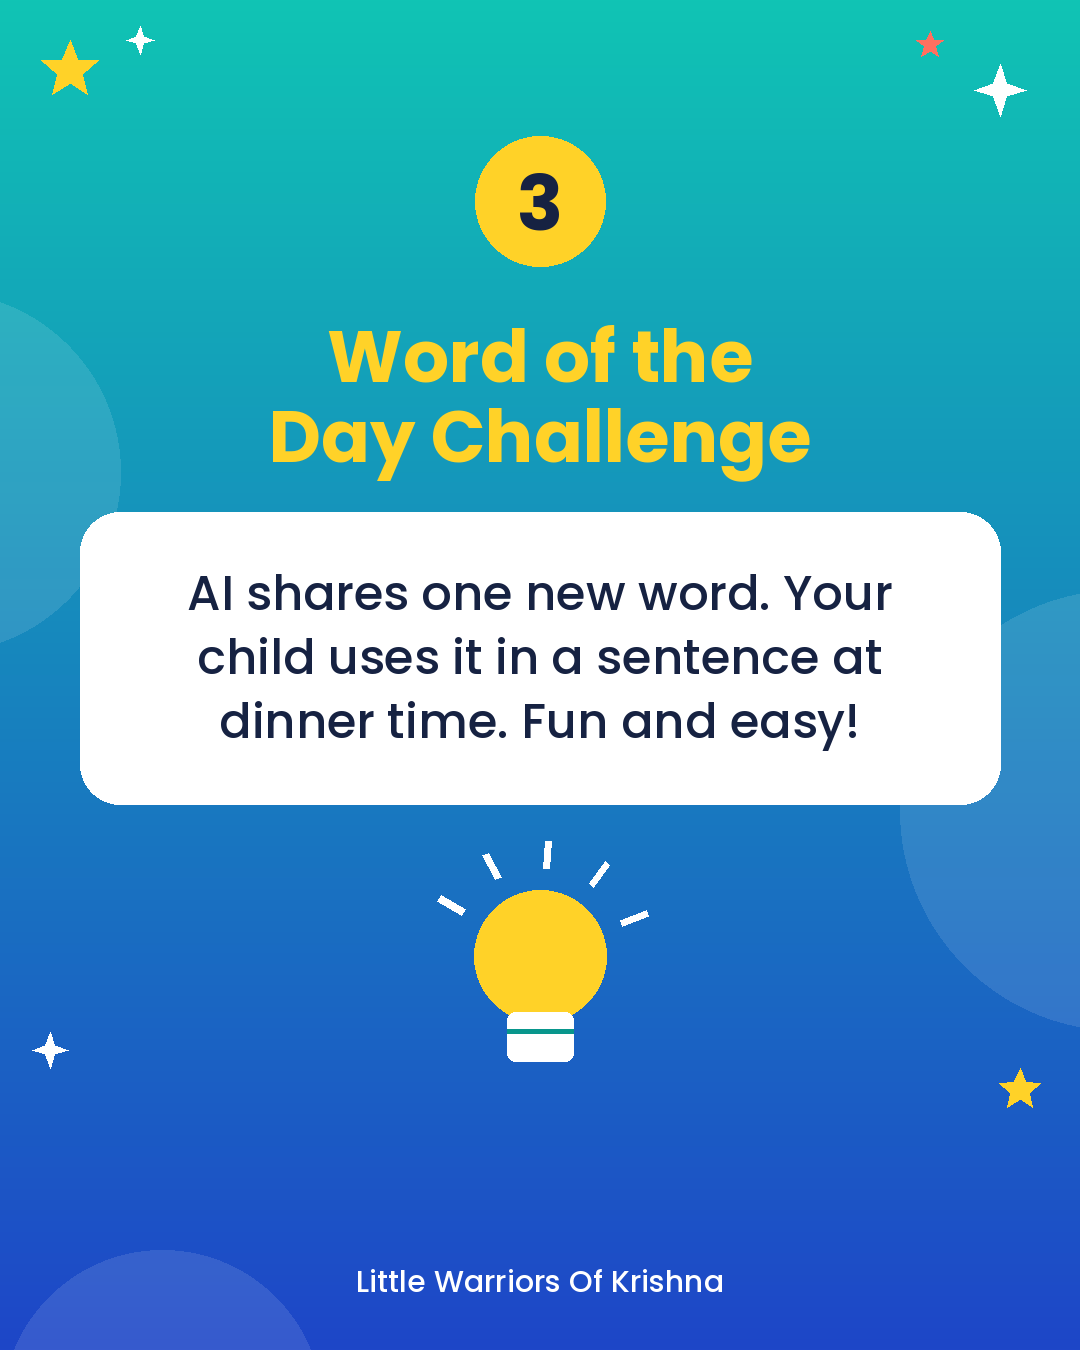 3
Word of the
Day Challenge
AI shares one new word. Your
child uses it in a sentence at
dinner time. Fun and easy!
Little Warriors Of Krishna